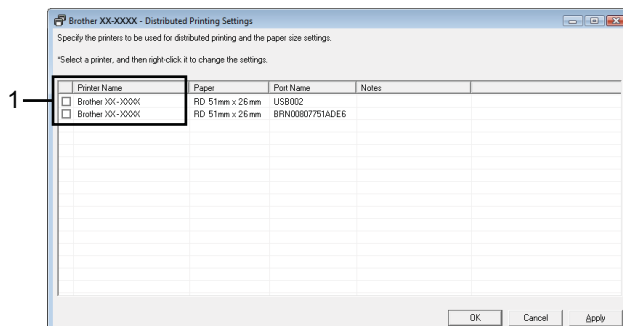 Brother XX-XXXX - Distributed Printing Settings
Specify the printers to be used for distributed printing and the paper size settings.
*Select a printer, and then right-click it to change the settings.
Printer Name Paper Port Name Notes
1
Brother XX-XXXX RD 51mm x 26mm USB002
Brother XX-XXXX RD 51mm x 26mm BRN00807751ADE6
OK Cancel Apply